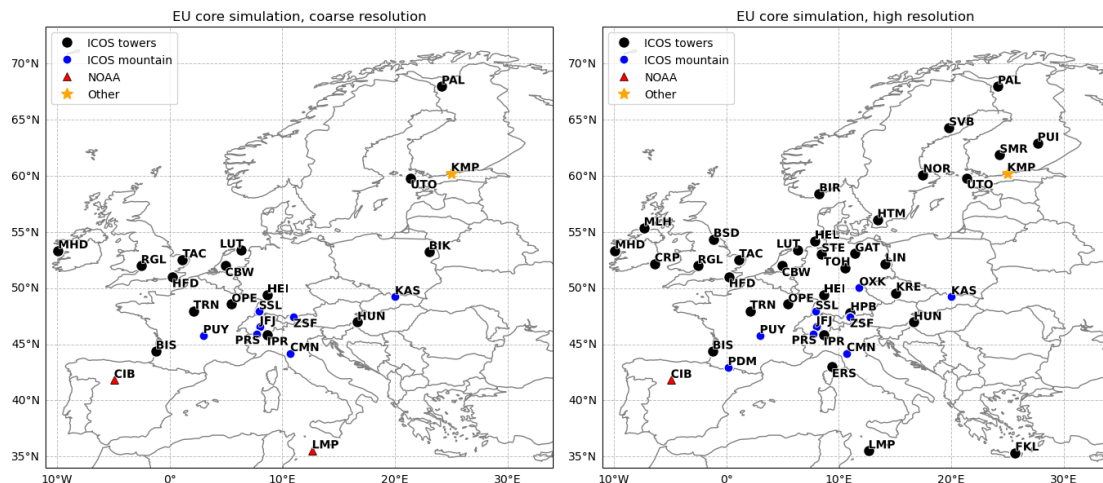 EU core simulation, coarse resolution
ICOS towers
ICOS mountain
NOAA
Other
70°N
65°N
60°N
55°N
50°N
45°N
40°N
35°N
PAL
KMP
UTO
MHD
RGL
TAC
LUT
CBW
HFD
BIK
TRN
OPE
HEI
SSL
KAS
PUY
JFJ
ZSF
HUN
PRS
IPR
BIS
CMN
CIB
LMP
10°W
0°
10°E
20°E
30°E
EU core simulation, high resolution
ICOS towers
ICOS mountain
NOAA
Other
70°N
65°N
60°N
55°N
50°N
45°N
40°N
35°N
PAL
SVB
PUI
SMR
NOR
KMP
UTO
BIR
HTM
MLH
BSD
HEL
MHD
CRP
RGL
TAC
LUT
STE
GAT
CBW
TOH
LIN
HFD
OXK
TRN
OPE
HEI
KRE
KAS
SSL
HPB
PUY
JFJ
ZSF
HUN
PRS
IPR
BIS
PDM
CMN
CIB
ERS
LMP
FKL
10°W
0°
10°E
20°E
30°E